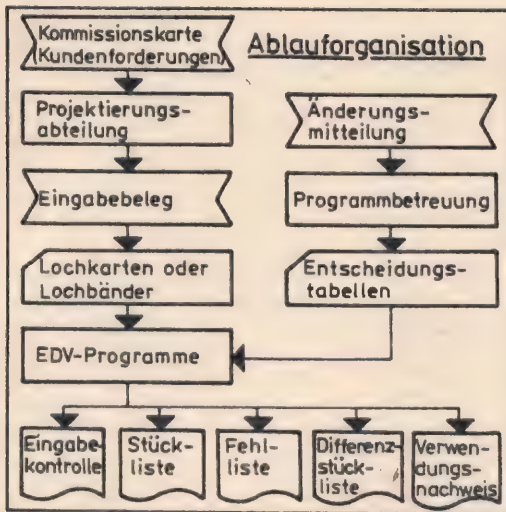 Ablauforganisation
Kommissionskarte
(Kundenforderungen)
Projektierungs-
abteilung
Eingabebeleg
Lochkarten oder
Lochbänder
Änderungs-
mitteilung
Programmbetreuung
Entscheidungs-
tabellen
EDV-Programme
Eingabe-
kontrolle
Stück-
liste
Fehl-
liste
Differenz-
stück-
liste
Verwen-
dungs-
nachweis